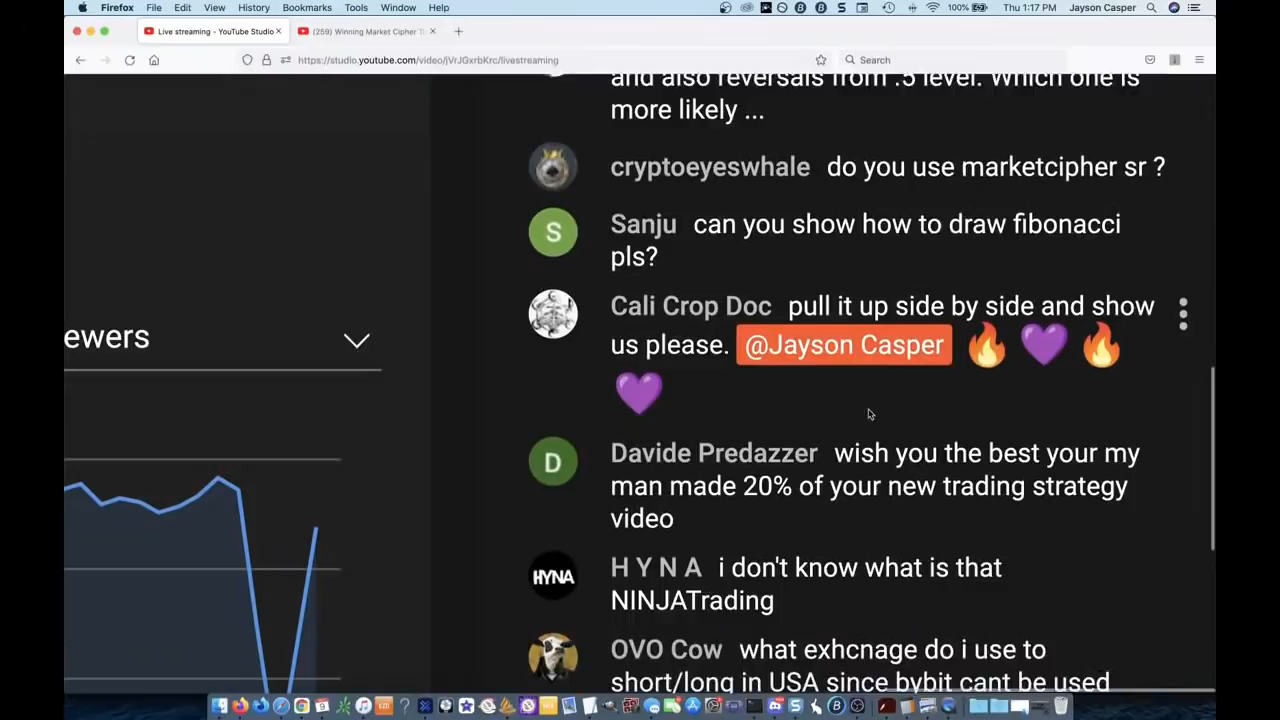 Firefox File Edit View History Bookmarks Tools Window Help 100% Thu 1:17 PM Jayson Casper
Live streaming - YouTube Studio (259) Winning Market Cipher
https://studio.youtube.com/video/jVrJGxrbKrc/livestreaming Search
and also reversals from .5 level. Which one is
more likely ...
cryptoeyeswhale do you use marketcipher sr ?
S Sanju can you show how to draw fibonacci
pls?
Cali Crop Doc pull it up side by side and show
us please. @Jayson Casper
ewers
D Davide Predazzer wish you the best your my
man made 20% of your new trading strategy
video
HYNA H Y N A i don't know what is that
NINJATrading
OVO Cow what exhcnage do i use to
short/long in USA since bybit cant be used